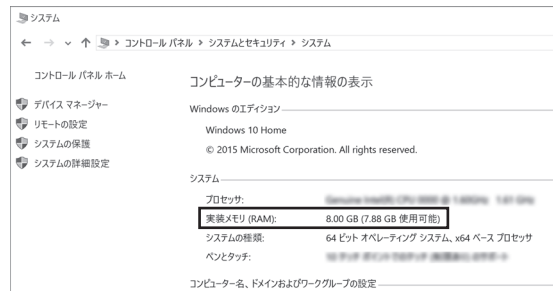 システム
コントロール パネル > システムとセキュリティ > システム
コントロール パネル ホーム
デバイス マネージャー
リモートの設定
システムの保護
システムの詳細設定
コンピューターの基本的な情報の表示
Windows のエディション
Windows 10 Home
© 2015 Microsoft Corporation. All rights reserved.
システム
プロセッサ:
実装メモリ (RAM): 8.00 GB (7.88 GB 使用可能)
システムの種類: 64 ビット オペレーティング システム、x64 ベース プロセッサ
ペンとタッチ:
コンピューター名、ドメインおよびワークグループの設定